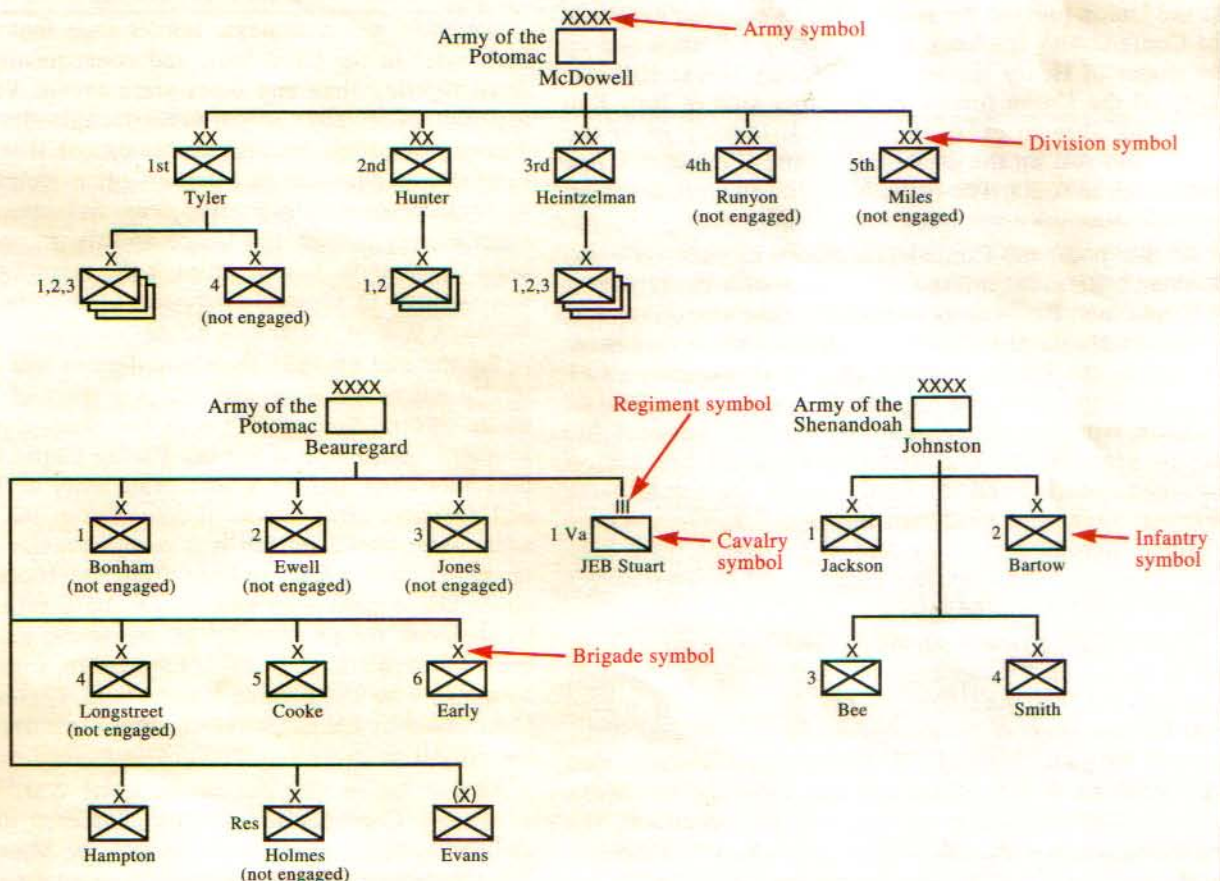 XXXX
Army symbol
Army of the
Potomac
McDowell
XX XX XX XX XX
Division symbol
1st 2nd 3rd 4th 5th
Tyler Hunter Heintzelman Runyon Miles
(not engaged) (not engaged)
X X X X
1,2,3 4 1,2 1,2,3
(not engaged)
XXXX
Army of the
Potomac
Beauregard
Regiment symbol
XXXX
Army of the
Shenandoah
Johnston
X X X III
1 2 3 1 Va
Cavalry
symbol
Bonham Ewell Jones JEB Stuart
(not engaged) (not engaged) (not engaged)
X X
1 2
Infantry
symbol
Jackson Bartow
X X X
Brigade symbol
4 5 6
Longstreet Cooke Early
(not engaged)
X X
3 4
Bee Smith
X X (X)
Res
Hampton Holmes Evans
(not engaged)